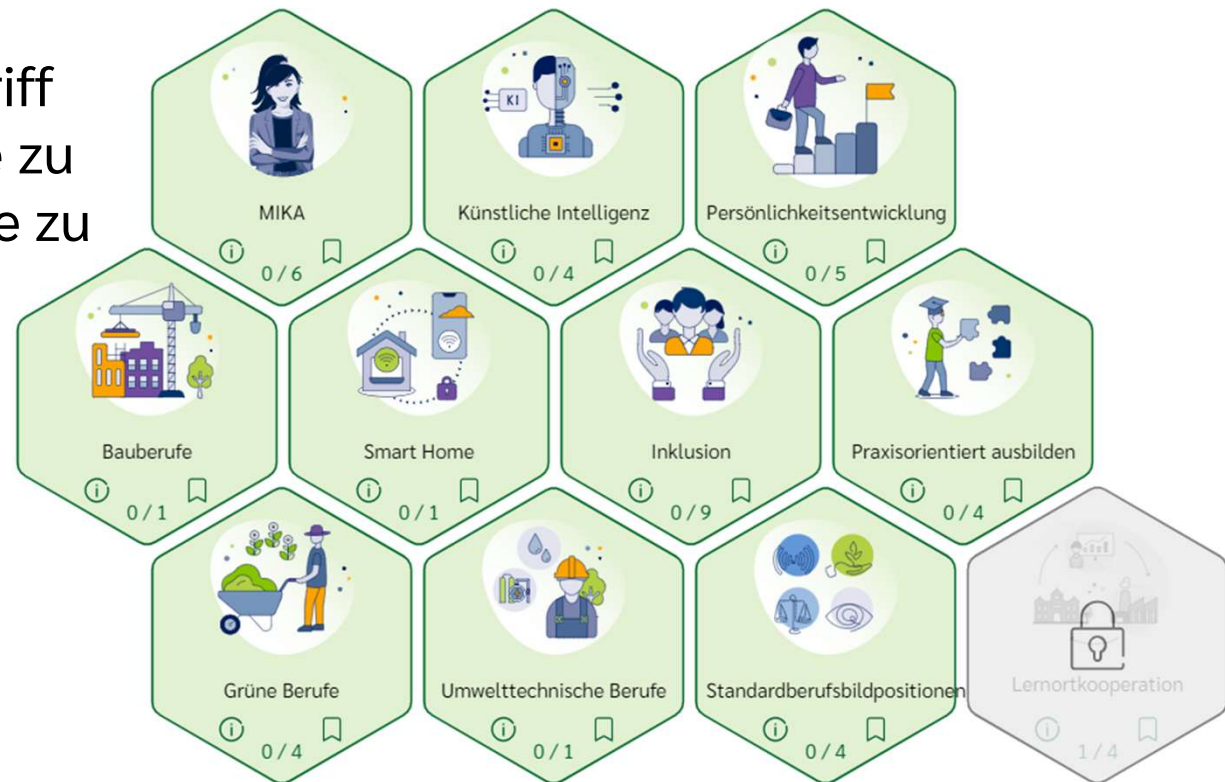 riff
e zu
e zu
KI
MIKA
0 / 6
Künstliche Intelligenz
0 / 4
Persönlichkeitsentwicklung
0 / 5
Bauberufe
0 / 1
Smart Home
0 / 1
Inklusion
0 / 9
Praxisorientiert ausbilden
0 / 4
Grüne Berufe
0 / 4
Umwelttechnische Berufe
0 / 1
Standardberufsbildpositionen
0 / 4
Lernortkooperation
1 / 4